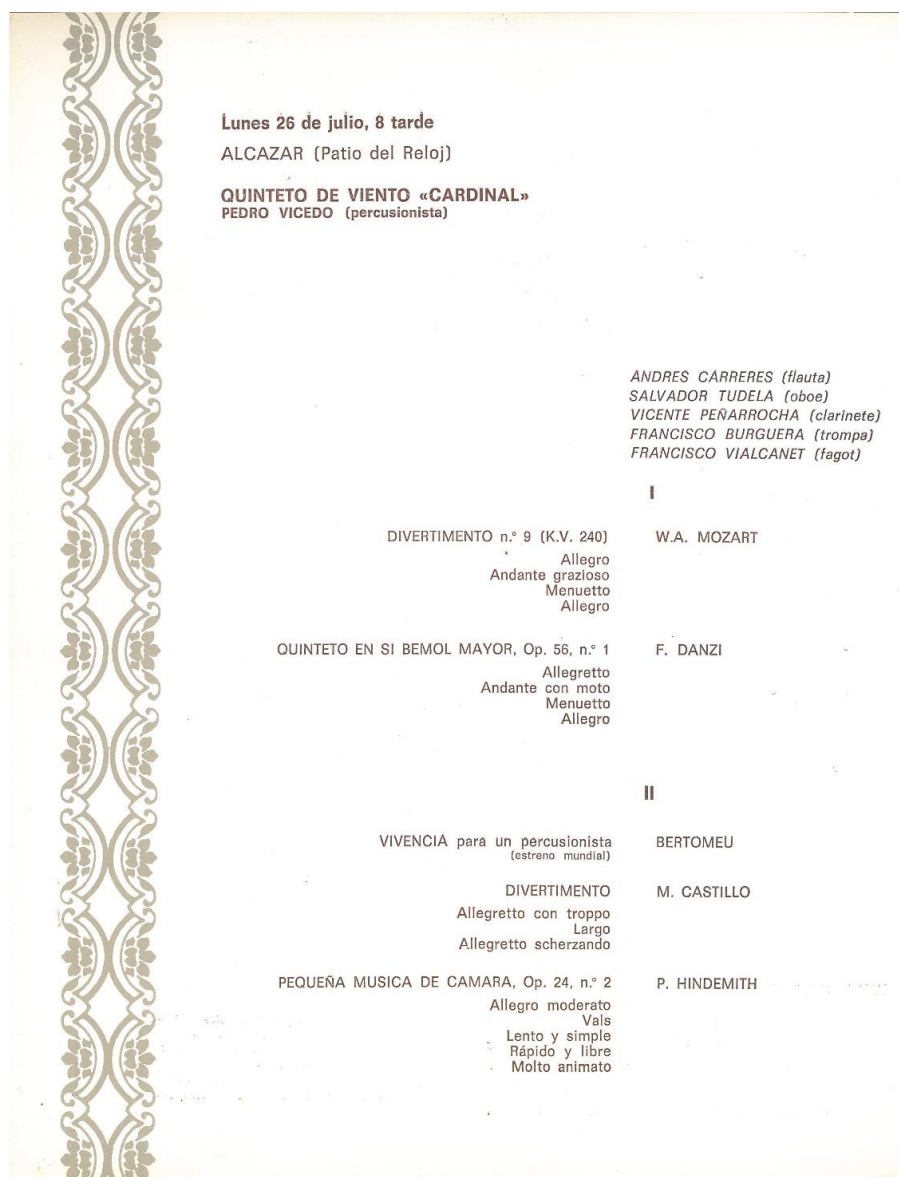 Lunes 26 de julio, 8 tarde
ALCAZAR (Patio del Reloj)
QUINTETO DE VIENTO «CARDINAL»
PEDRO VICEDO (percusionista)
ANDRES CARRERES (flauta)
SALVADOR TUDELA (oboe)
VICENTE PEÑARROCHA (clarinete)
FRANCISCO BURGUERA (trompa)
FRANCISCO VIALCANET (fagot)
I
DIVERTIMENTO n.º 9 (K.V. 240) W.A. MOZART
Allegro
Andante grazioso
Menuetto
Allegro
QUINTETO EN SI BEMOL MAYOR, Op. 56, n.º 1 F. DANZI
Allegretto
Andante con moto
Menuetto
Allegro
II
VIVENCIA para un percusionista BERTOMEU
(estreno mundial)
DIVERTIMENTO M. CASTILLO
Allegretto con troppo
Largo
Allegretto scherzando
PEQUEÑA MUSICA DE CAMARA, Op. 24, n.º 2 P. HINDEMITH
Allegro moderato
Vals
Lento y simple
Rápido y libre
Molto animato